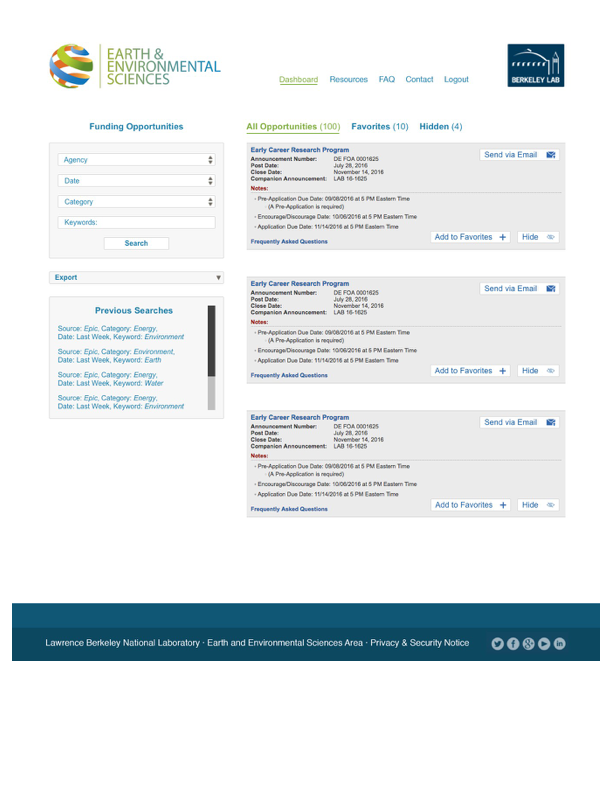 EARTH &
ENVIRONMENTAL
SCIENCES
Dashboard Resources FAQ Contact Logout
BERKELEY LAB
Funding Opportunities
Agency
Date
Category
Keywords:
Search
Export
Previous Searches
Source: Epic, Category: Energy,
Date: Last Week, Keyword: Environment
Source: Epic, Category: Environment,
Date: Last Week, Keyword: Earth
Source: Epic, Category: Energy,
Date: Last Week, Keyword: Water
Source: Epic, Category: Energy,
Date: Last Week, Keyword: Environment
All Opportunities (100) Favorites (10) Hidden (4)
Early Career Research Program
Send via Email
Announcement Number: DE FOA 0001625
Post Date: July 28, 2016
Close Date: November 14, 2016
Companion Announcement: LAB 16-1625
Notes:
- Pre-Application Due Date: 09/08/2016 at 5 PM Eastern Time
- (A Pre-Application is required)
- Encourage/Discourage Date: 10/06/2016 at 5 PM Eastern Time
- Application Due Date: 11/14/2016 at 5 PM Eastern Time
Frequently Asked Questions
Add to Favorites + Hide
Early Career Research Program
Send via Email
Announcement Number: DE FOA 0001625
Post Date: July 28, 2016
Close Date: November 14, 2016
Companion Announcement: LAB 16-1625
Notes:
- Pre-Application Due Date: 09/08/2016 at 5 PM Eastern Time
- (A Pre-Application is required)
- Encourage/Discourage Date: 10/06/2016 at 5 PM Eastern Time
- Application Due Date: 11/14/2016 at 5 PM Eastern Time
Frequently Asked Questions
Add to Favorites + Hide
Early Career Research Program
Send via Email
Announcement Number: DE FOA 0001625
Post Date: July 28, 2016
Close Date: November 14, 2016
Companion Announcement: LAB 16-1625
Notes:
- Pre-Application Due Date: 09/08/2016 at 5 PM Eastern Time
- (A Pre-Application is required)
- Encourage/Discourage Date: 10/06/2016 at 5 PM Eastern Time
- Application Due Date: 11/14/2016 at 5 PM Eastern Time
Frequently Asked Questions
Add to Favorites + Hide
Lawrence Berkeley National Laboratory · Earth and Environmental Sciences Area · Privacy & Security Notice